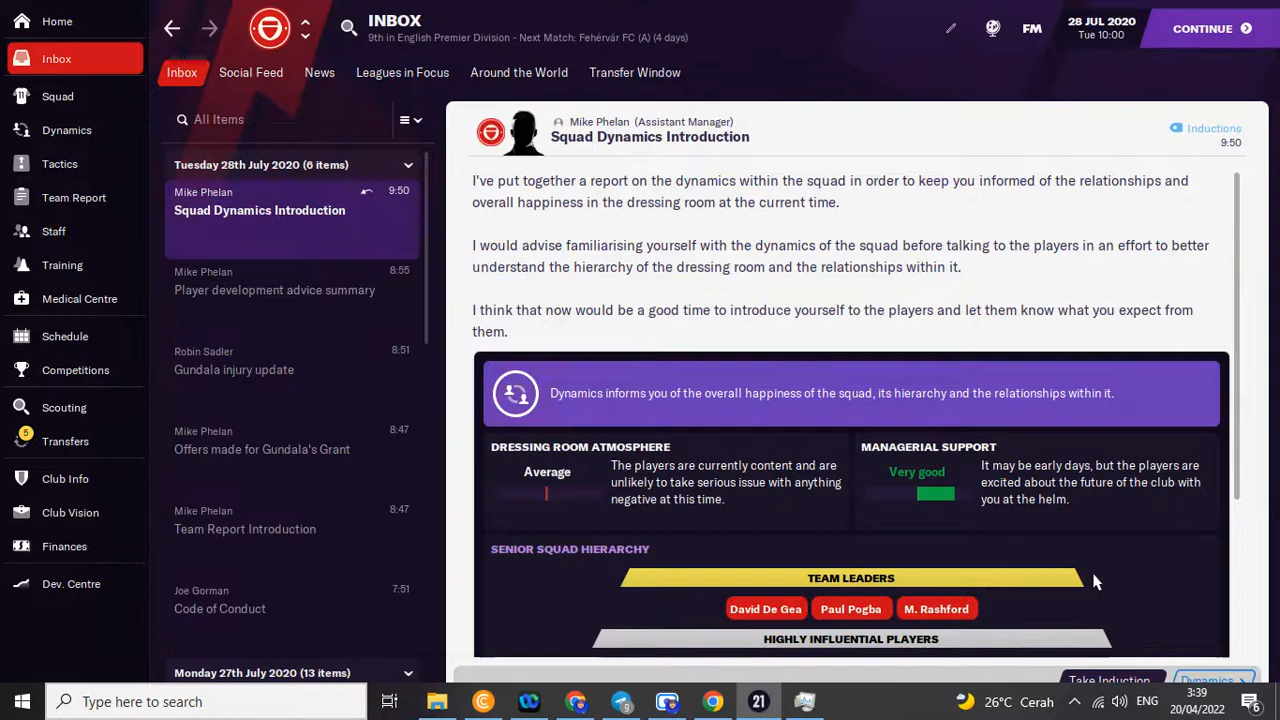 Home
Inbox
Squad
Dynamics
Tactics
Team Report
Staff
Training
Medical Centre
Schedule
Competitions
Scouting
5
Transfers
Club Info
Club Vision
Finances
Dev. Centre
INBOX
9th in English Premier Division - Next Match: Fehérvár FC (A) (4 days)
FM
28 JUL 2020
Tue 10:00
CONTINUE
Inbox
Social Feed
News
Leagues in Focus
Around the World
Transfer Window
All Items
Tuesday 28th July 2020 (6 items)
Mike Phelan 9:50
Squad Dynamics Introduction
Mike Phelan 8:55
Player development advice summary
Robin Sadler 8:51
Gundala injury update
Mike Phelan 8:47
Offers made for Gundala's Grant
Mike Phelan 8:47
Team Report Introduction
Joe Gorman 7:51
Code of Conduct
Monday 27th July 2020 (13 items)
Mike Phelan (Assistant Manager)
Squad Dynamics Introduction
Inductions
9:50
I've put together a report on the dynamics within the squad in order to keep you informed of the relationships and
overall happiness in the dressing room at the current time.
I would advise familiarising yourself with the dynamics of the squad before talking to the players in an effort to better
understand the hierarchy of the dressing room and the relationships within it.
I think that now would be a good time to introduce yourself to the players and let them know what you expect from
them.
Dynamics informs you of the overall happiness of the squad, its hierarchy and the relationships within it.
DRESSING ROOM ATMOSPHERE
Average
The players are currently content and are
unlikely to take serious issue with anything
negative at this time.
MANAGERIAL SUPPORT
Very good
It may be early days, but the players are
excited about the future of the club with
you at the helm.
SENIOR SQUAD HIERARCHY
TEAM LEADERS
David De Gea
Paul Pogba
M. Rashford
HIGHLY INFLUENTIAL PLAYERS
Take Induction
Dynamics
Type here to search
9
21
26°C Cerah
ENG
3:39
20/04/2022
6